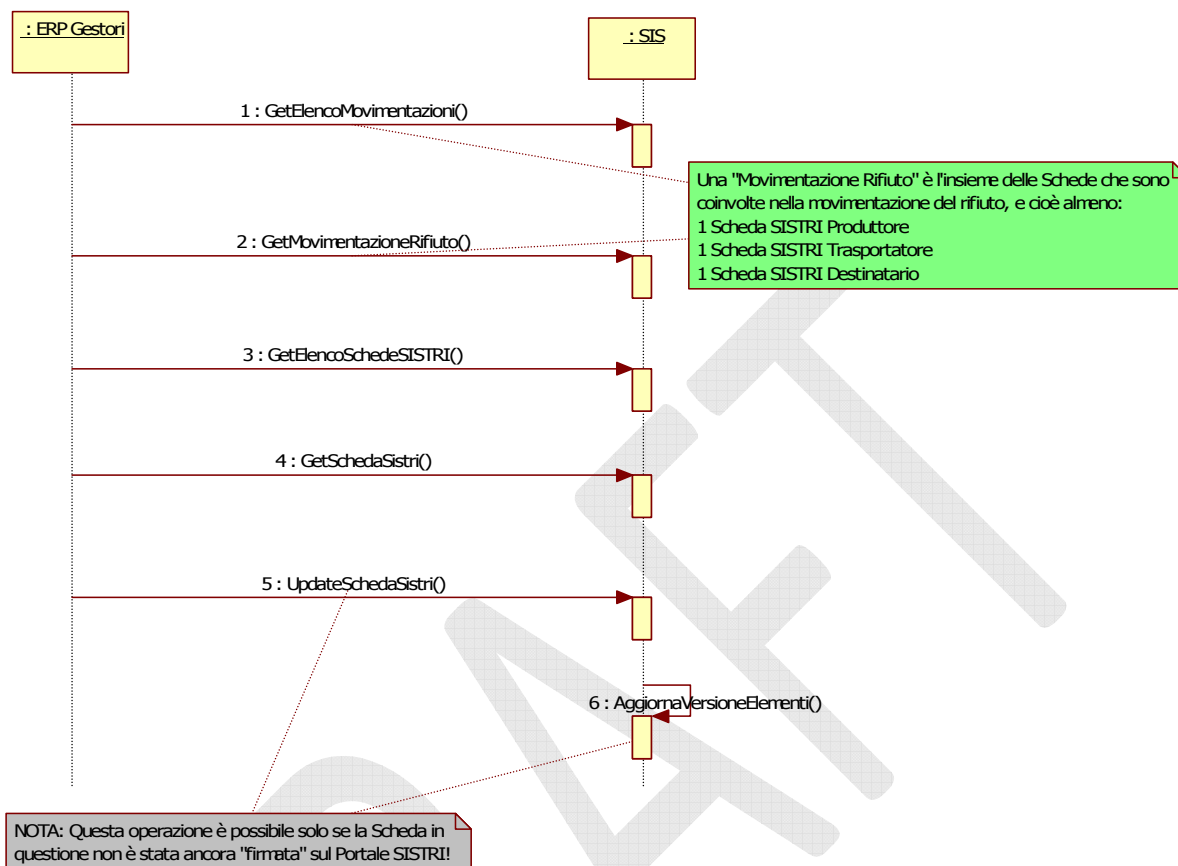 : ERP Gestori
: SIS
1 : GetElencoMovimentazioni()
Una "Movimentazione Rifiuto" è l'insieme delle Schede che sono
coinvolte nella movimentazione del rifiuto, e cioè almeno:
1 Scheda SISTRI Produttore
1 Scheda SISTRI Trasportatore
1 Scheda SISTRI Destinatario
2 : GetMovimentazioneRifiuto()
3 : GetElencoSchedeSISTRI()
4 : GetSchedaSistri()
5 : UpdateSchedaSistri()
6 : AggiornaVersioneElementi()
NOTA: Questa operazione è possibile solo se la Scheda in
questione non è stata ancora "firmata" sul Portale SISTRI!
DRAFT